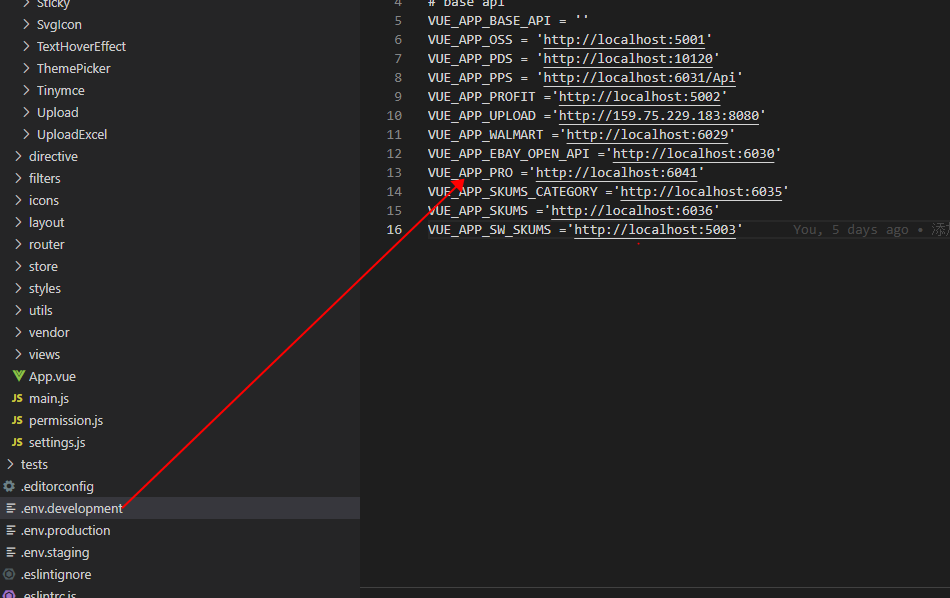 Sticky
SvgIcon
TextHoverEffect
ThemePicker
Tinymce
Upload
UploadExcel
directive
filters
icons
layout
router
store
styles
utils
vendor
views
App.vue
JS main.js
JS permission.js
JS settings.js
tests
.editorconfig
.env.development
.env.production
.env.staging
.eslintignore
.eslintrc.js
4 # base api
5 VUE_APP_BASE_API = ''
6 VUE_APP_OSS = 'http://localhost:5001'
7 VUE_APP_PDS = 'http://localhost:10120'
8 VUE_APP_PPS = 'http://localhost:6031/Api'
9 VUE_APP_PROFIT ='http://localhost:5002'
10 VUE_APP_UPLOAD ='http://159.75.229.183:8080'
11 VUE_APP_WALMART ='http://localhost:6029'
12 VUE_APP_EBAY_OPEN_API ='http://localhost:6030'
13 VUE_APP_PRO ='http://localhost:6041'
14 VUE_APP_SKUMS_CATEGORY ='http://localhost:6035'
15 VUE_APP_SKUMS ='http://localhost:6036'
16 VUE_APP_SW_SKUMS ='http://localhost:5003' You, 5 days ago • 添